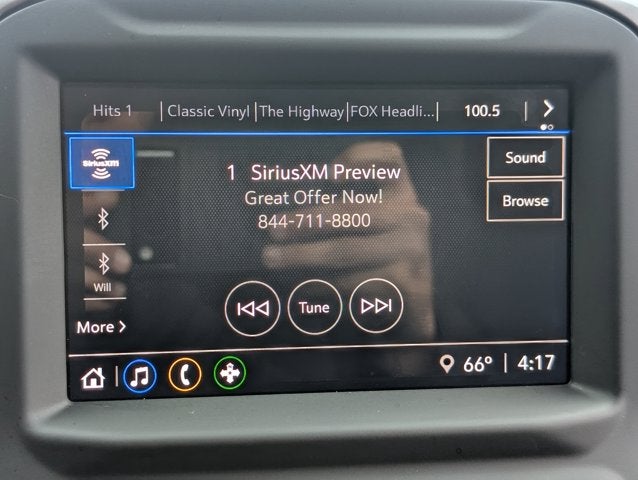 Hits 1 Classic Vinyl The Highway FOX Headli... 100.5
SiriusXM
1 SiriusXM Preview
Great Offer Now!
844-711-8800
Sound
Browse
Will
Tune
More
66° 4:17